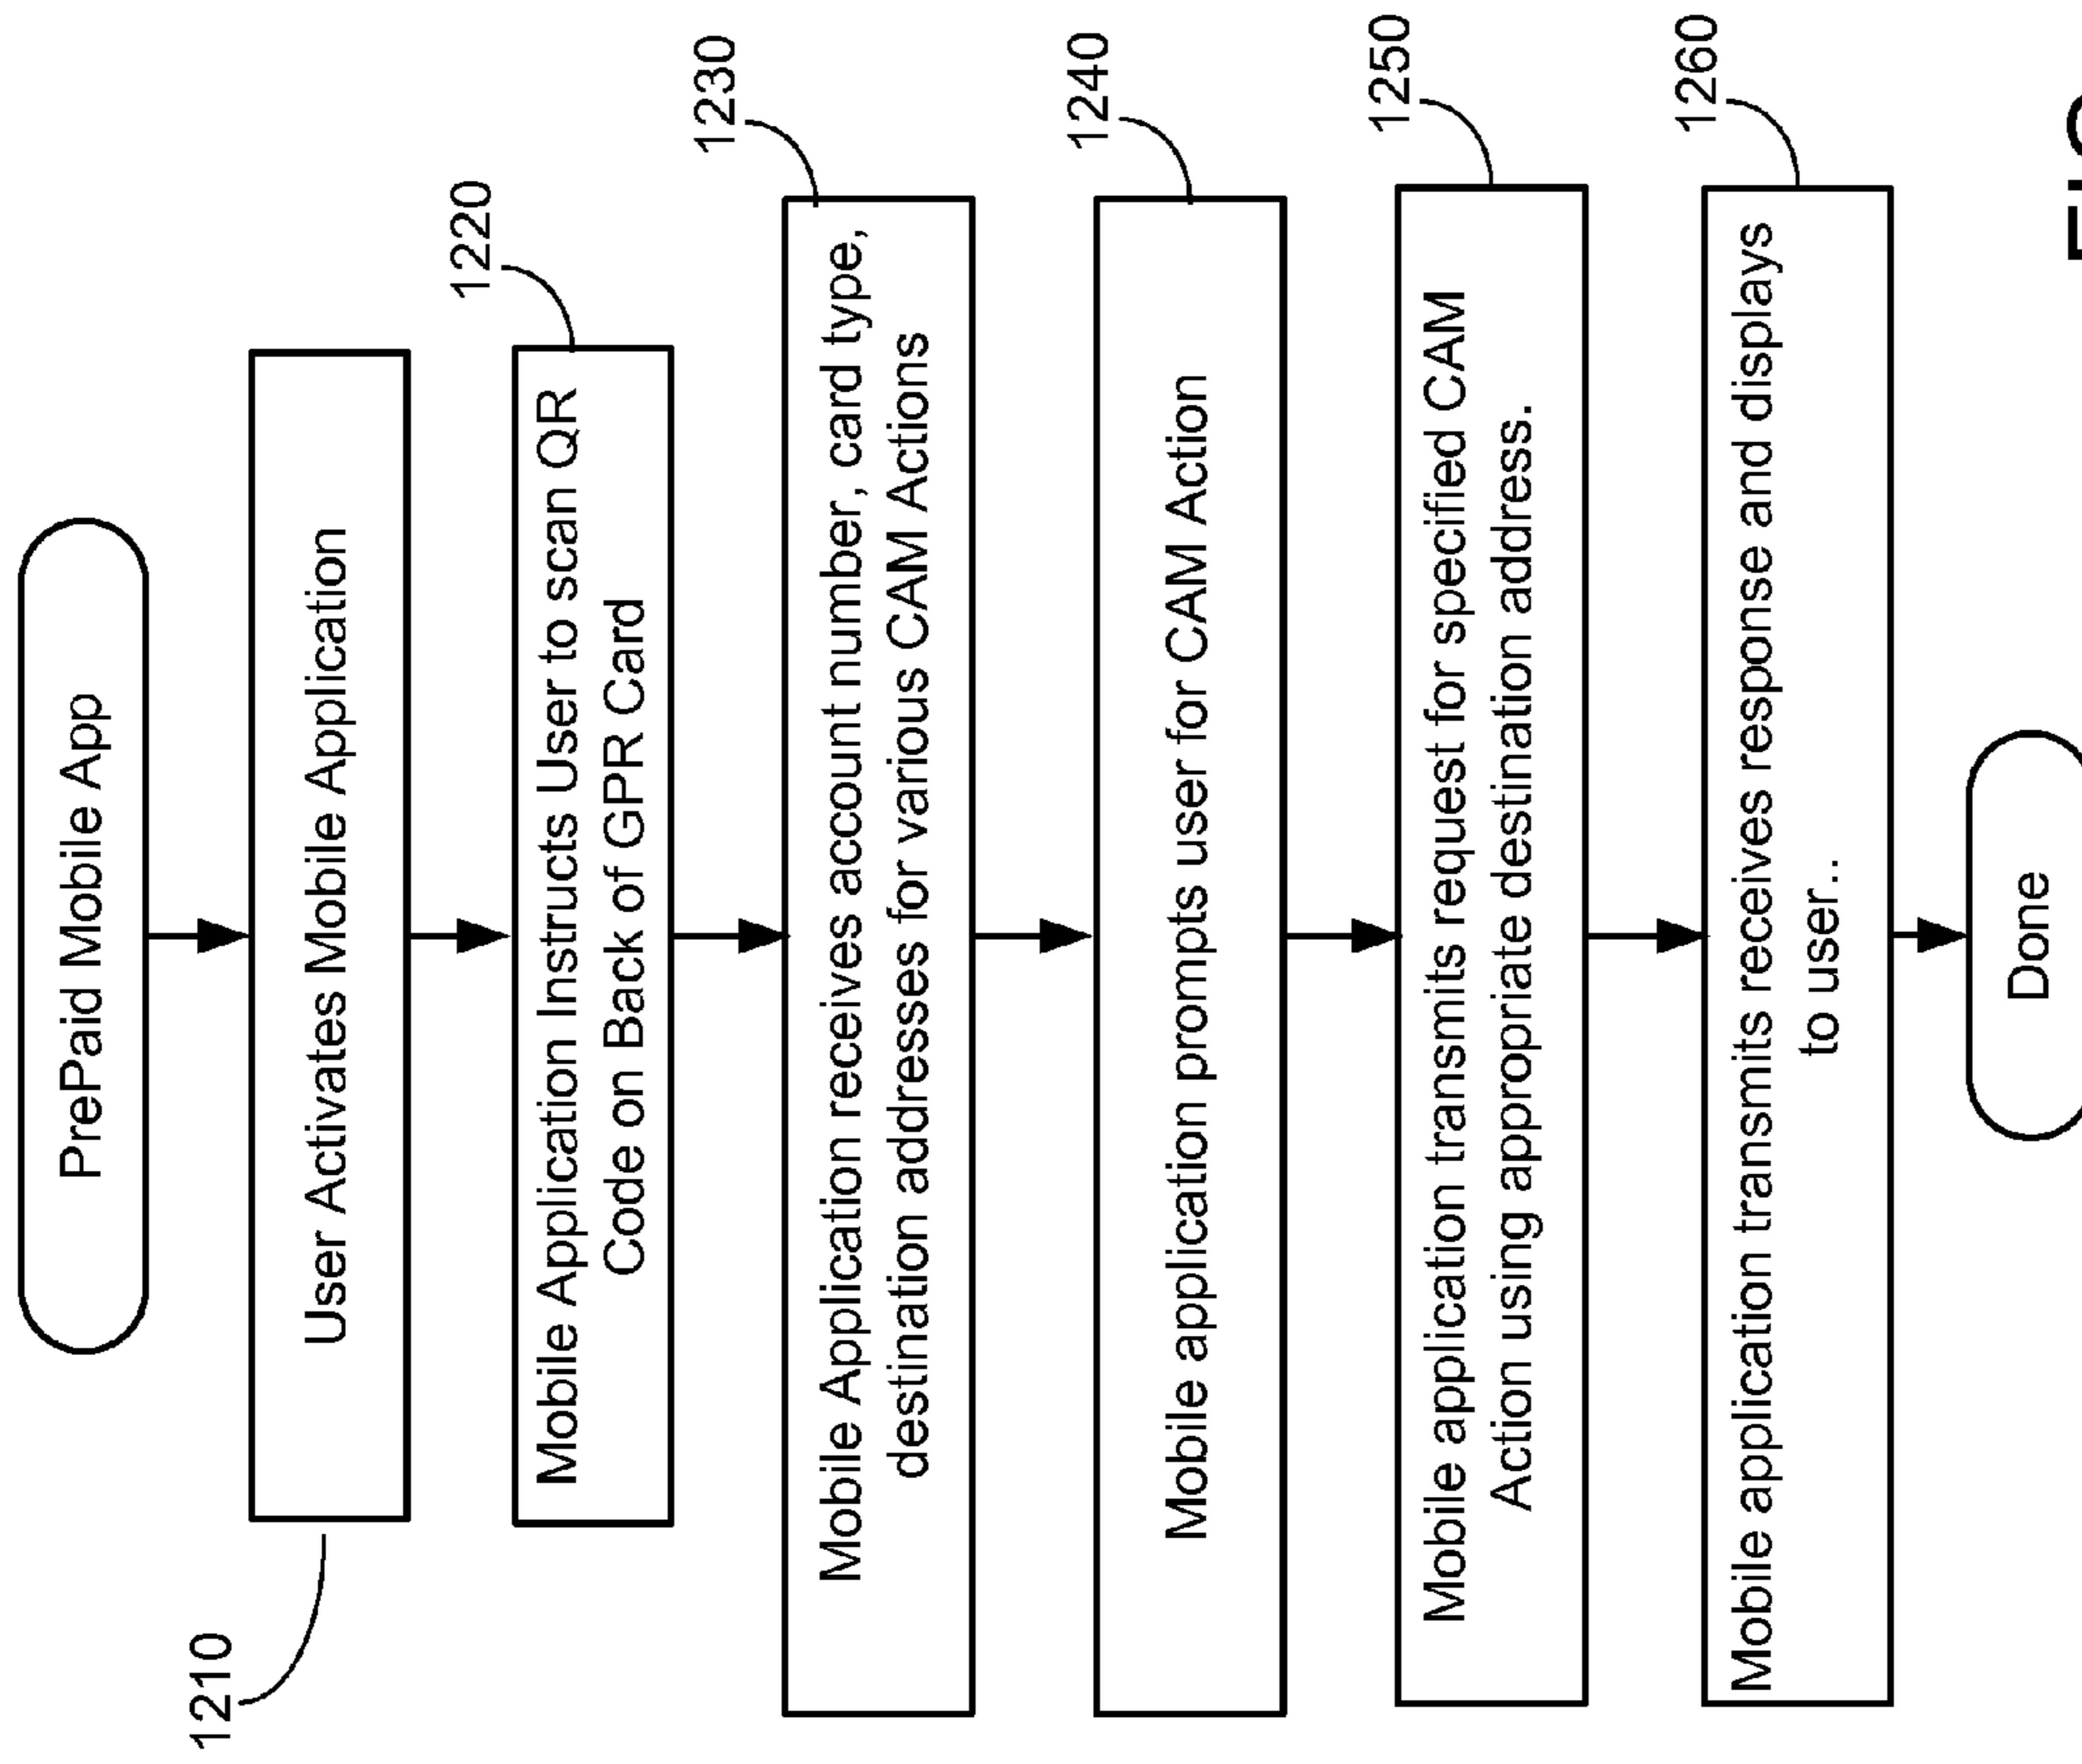 PrePaid Mobile App
1210
User Activates Mobile Application
1220
Mobile Application Instructs User to scan QR
Code on Back of GPR Card
1230
Mobile Application receives account number, card type,
destination addresses for various CAM Actions
1240
Mobile application prompts user for CAM Action
1250
Mobile application transmits request for specified CAM
Action using appropriate destination address.
1260
Mobile application transmits receives response and displays
to user..
Done